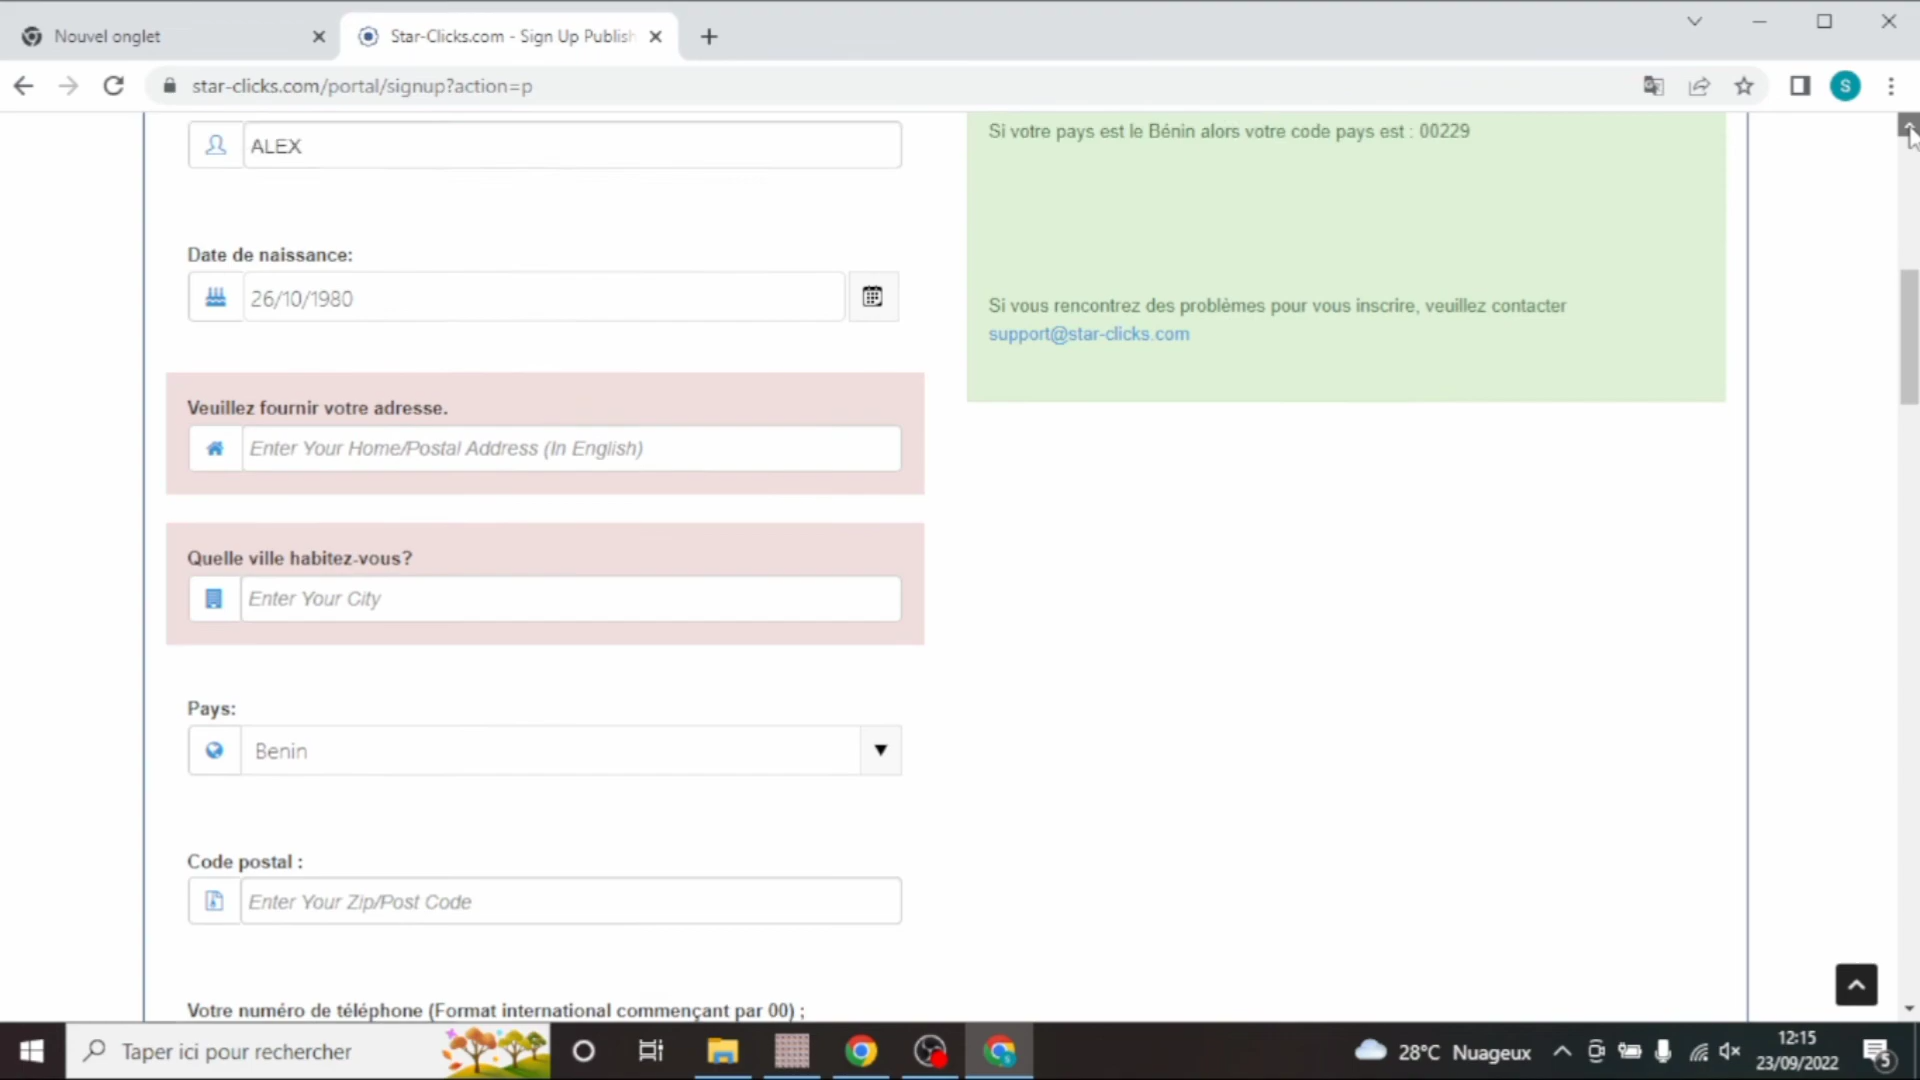 Nouvel onglet
Star-Clicks.com - Sign Up Publish
star-clicks.com/portal/signup?action=p
S
ALEX
Si votre pays est le Bénin alors votre code pays est : 00229
Date de naissance:
26/10/1980
Si vous rencontrez des problèmes pour vous inscrire, veuillez contacter
support@star-clicks.com
Veuillez fournir votre adresse.
Enter Your Home/Postal Address (In English)
Quelle ville habitez-vous?
Enter Your City
Pays:
Benin
Code postal :
Enter Your Zip/Post Code
Votre numéro de téléphone (Format international commençant par 00) ;
Taper ici pour rechercher
28°C Nuageux
12:15
23/09/2022
5